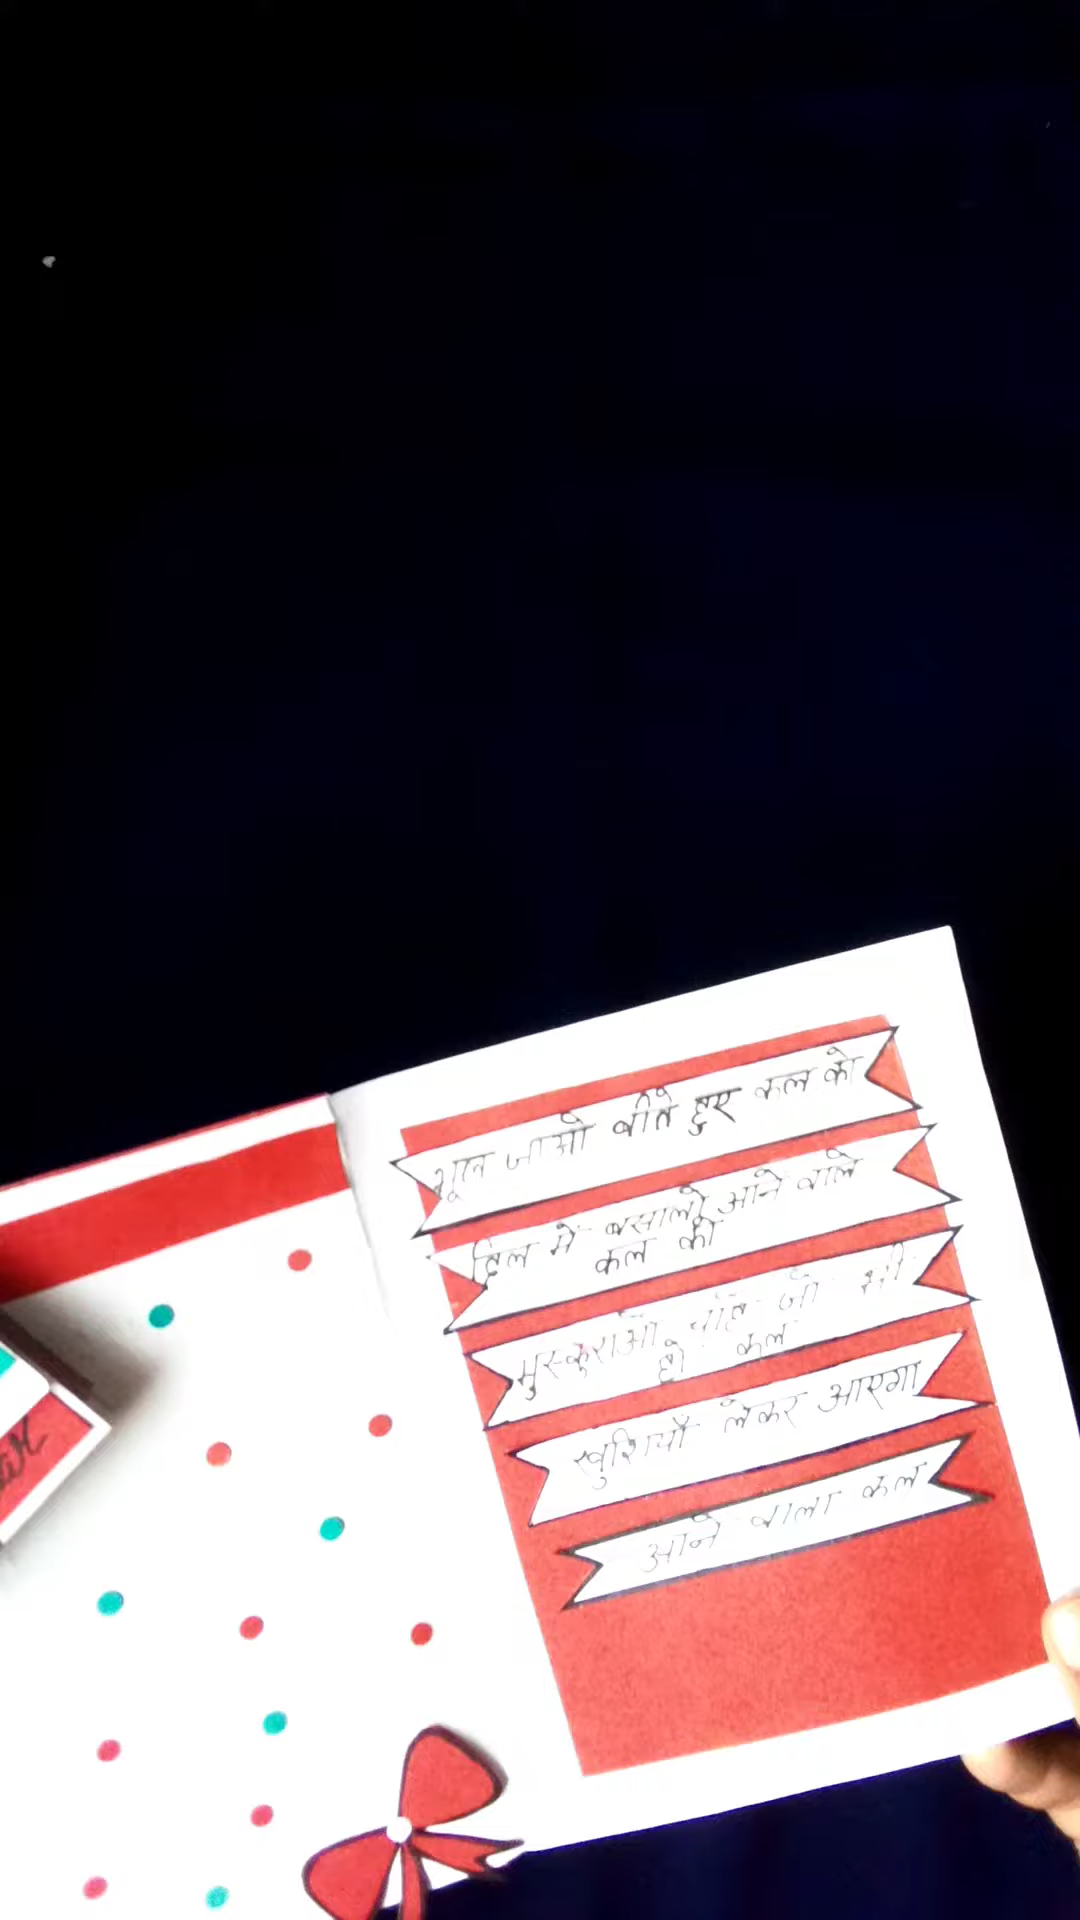 भूल जाओ बीते हुए कल को
दिल में बसालो आने वाले
कल को
मुस्कुराओ चाहे जो भी
हो कल
खुशियाँ लेकर आएगा
आने वाला कल